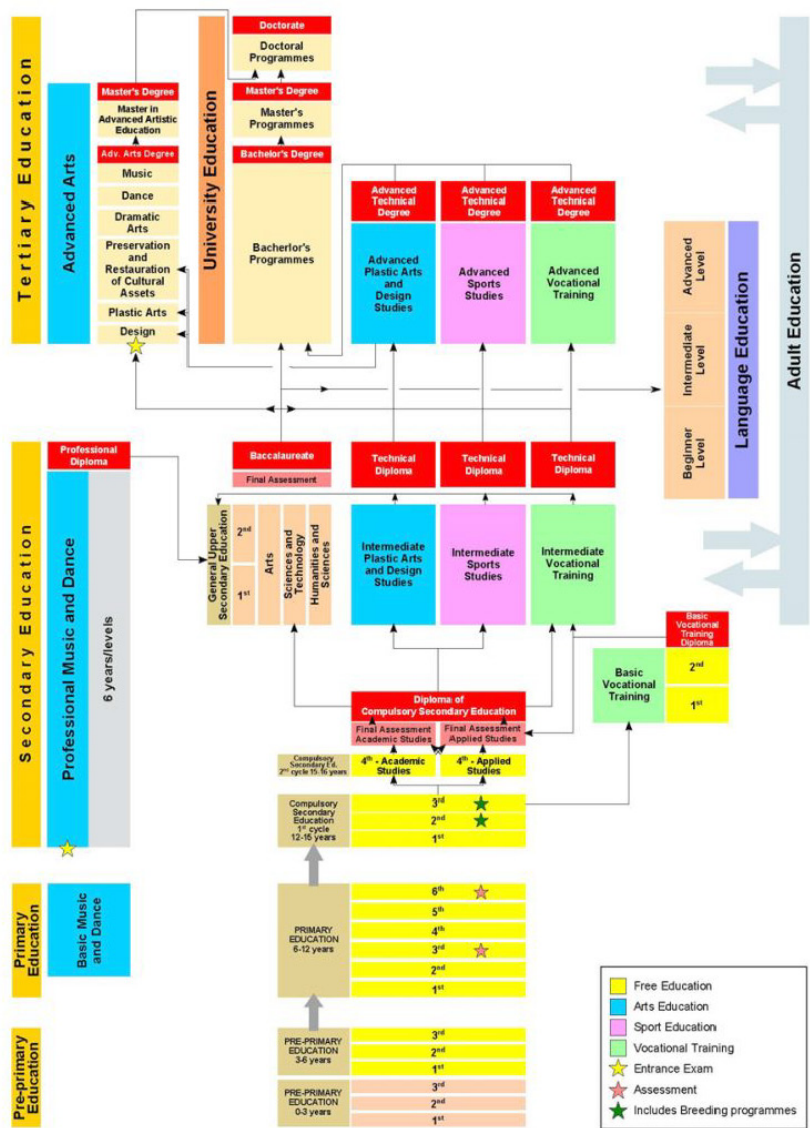 Tertiary Education
Advanced Arts
Master's Degree
Master in
Advanced Artistic
Education
Adv. Arts Degree
Music
Dance
Dramatic
Arts
Preservation and
Restauration
of Cultural
Assets
Plastic Arts
Design
University Education
Doctorate
Doctoral
Programmes
Master's Degree
Master's
Programmes
Bachelor's Degree
Bacherlor's
Programmes
Advanced
Technical
Degree
Advanced
Technical
Degree
Advanced
Technical
Degree
Advanced
Plastic Arts
and
Design
Studies
Advanced
Sports
Studies
Advanced
Vocational
Training
Advanced
Level
Intermediate
Level
Beginner
Level
Language Education
Adult Education
Secondary Education
Professional
Diploma
Professional Music and Dance
6 years/levels
Baccalaureate
Final Assessment
Technical
Diploma
Technical
Diploma
Technical
Diploma
General Upper
Secondary Education
2nd
1st
Arts
Sciences and
Technology
Humanities and
Sciences
Intermediate
Plastic Arts
and Design
Studies
Intermediate
Sports
Studies
Intermediate
Vocational
Training
Basic
Vocational
Training Diploma
Basic
Vocational
Training
2nd
1st
Diploma of
Compulsory Secondary Education
Final Assessment
Academic Studies
Final Assessment
Applied Studies
Compulsory
Secondary Ed.
2nd cycle 15-16 years
4th - Academic
Studies
4th - Applied
Studies
Compulsory
Secondary
Education
1st cycle
12-15 years
3rd
2nd
1st
Primary
Education
Basic Music
and Dance
PRIMARY
EDUCATION
6-12 years
6th
5th
4th
3rd
2nd
1st
Pre-primary
Education
PRE-PRIMARY
EDUCATION
3-6 years
3rd
2nd
1st
PRE-PRIMARY
EDUCATION
0-3 years
3rd
2nd
1st
Free Education
Arts Education
Sport Education
Vocational Training
Entrance Exam
Assessment
Includes Breeding programmes